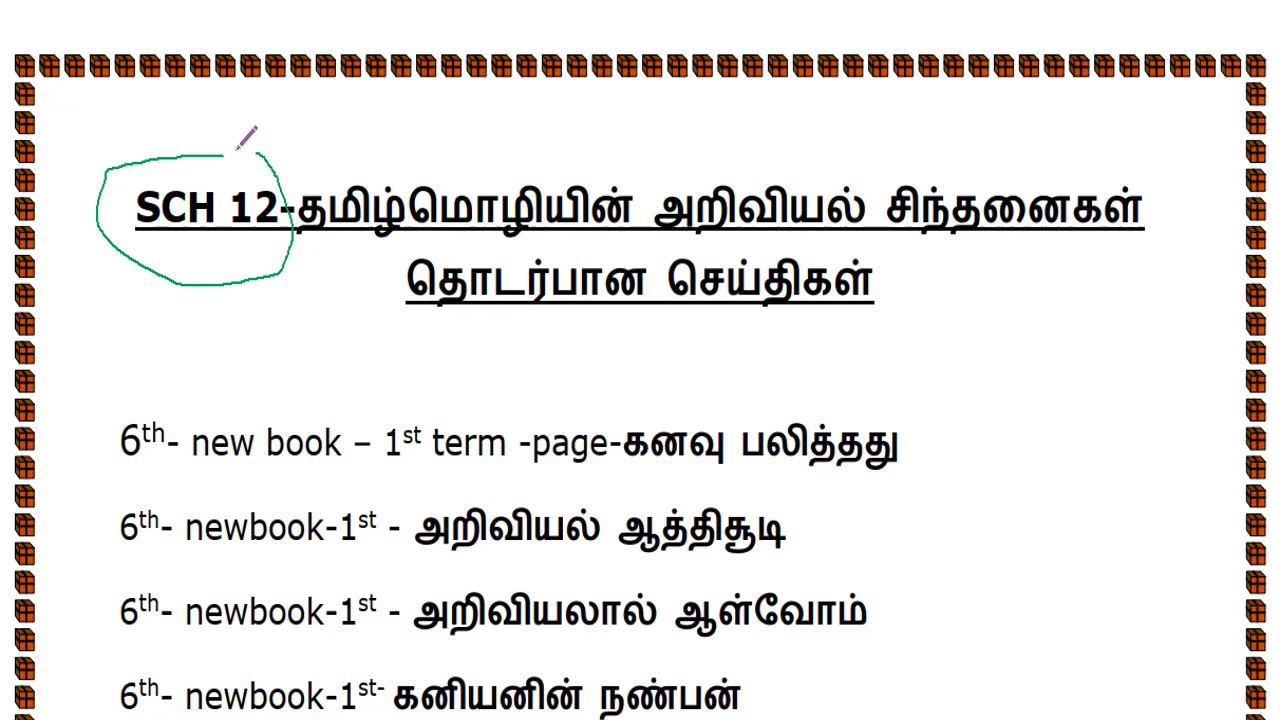 SCH 12-தமிழ்மொழியின் அறிவியல் சிந்தனைகள்
தொடர்பான செய்திகள்
6th- new book – 1st term -page-கனவு பலித்தது
6th- newbook-1st - அறிவியல் ஆத்திசூடி
6th- newbook-1st - அறிவியலால் ஆள்வோம்
6th- newbook-1st- கனியனின் நண்பன்